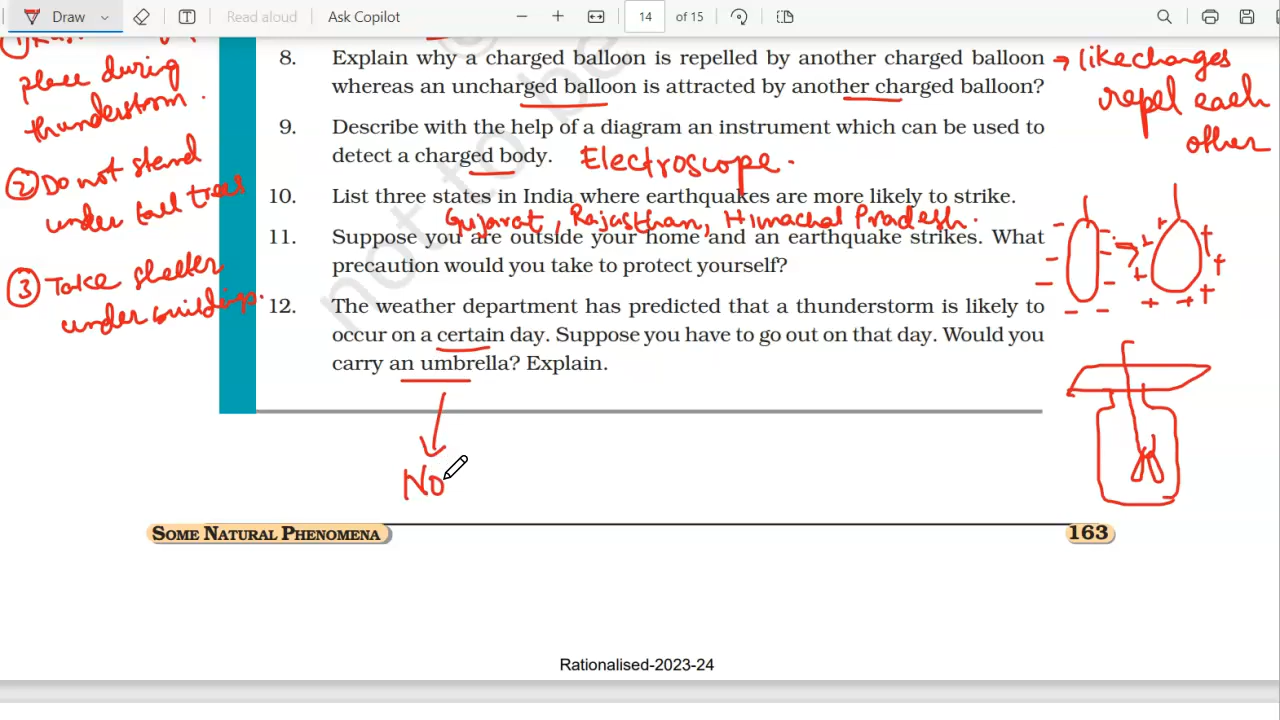 Draw
Read aloud
Ask Copilot
14
of 15
place during
thunderstorm.
② Do not stand
under tall trees
③ Take shelter
under buildings.
8. Explain why a charged balloon is repelled by another charged balloon
whereas an uncharged balloon is attracted by another charged balloon?
→ like charges
repel each
other
9. Describe with the help of a diagram an instrument which can be used to
detect a charged body. Electroscope.
10. List three states in India where earthquakes are more likely to strike.
Gujarat, Rajasthan, Himachal Pradesh.
11. Suppose you are outside your home and an earthquake strikes. What
precaution would you take to protect yourself?
12. The weather department has predicted that a thunderstorm is likely to
occur on a certain day. Suppose you have to go out on that day. Would you
carry an umbrella? Explain.
No
not to be
SOME NATURAL PHENOMENA
163
Rationalised-2023-24